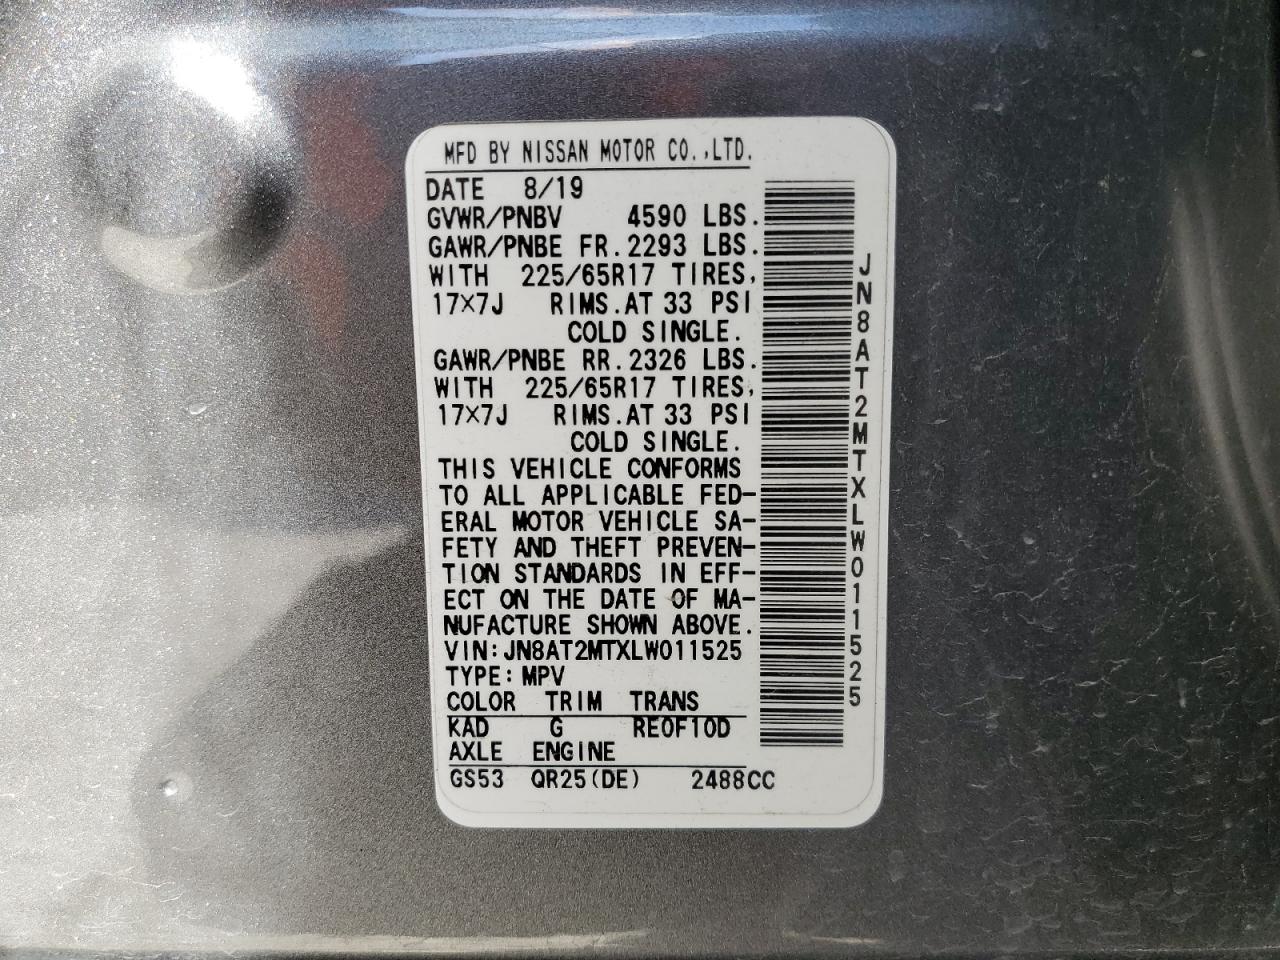 MFD BY NISSAN MOTOR CO.,LTD.
DATE 8/19
GVWR/PNBV 4590 LBS.
GAWR/PNBE FR.2293 LBS.
WITH 225/65R17 TIRES,
17×7J RIMS.AT 33 PSI
COLD SINGLE.
GAWR/PNBE RR.2326 LBS.
WITH 225/65R17 TIRES,
17×7J RIMS.AT 33 PSI
COLD SINGLE.
THIS VEHICLE CONFORMS
TO ALL APPLICABLE FED-
ERAL MOTOR VEHICLE SA-
FETY AND THEFT PREVEN-
TION STANDARDS IN EFF-
ECT ON THE DATE OF MA-
NUFACTURE SHOWN ABOVE.
VIN:JN8AT2MTXLW011525
TYPE:MPV
COLOR TRIM TRANS
KAD G RE0F10D
AXLE ENGINE
GS53 QR25(DE) 2488CC
JN8AT2MTXLW011525